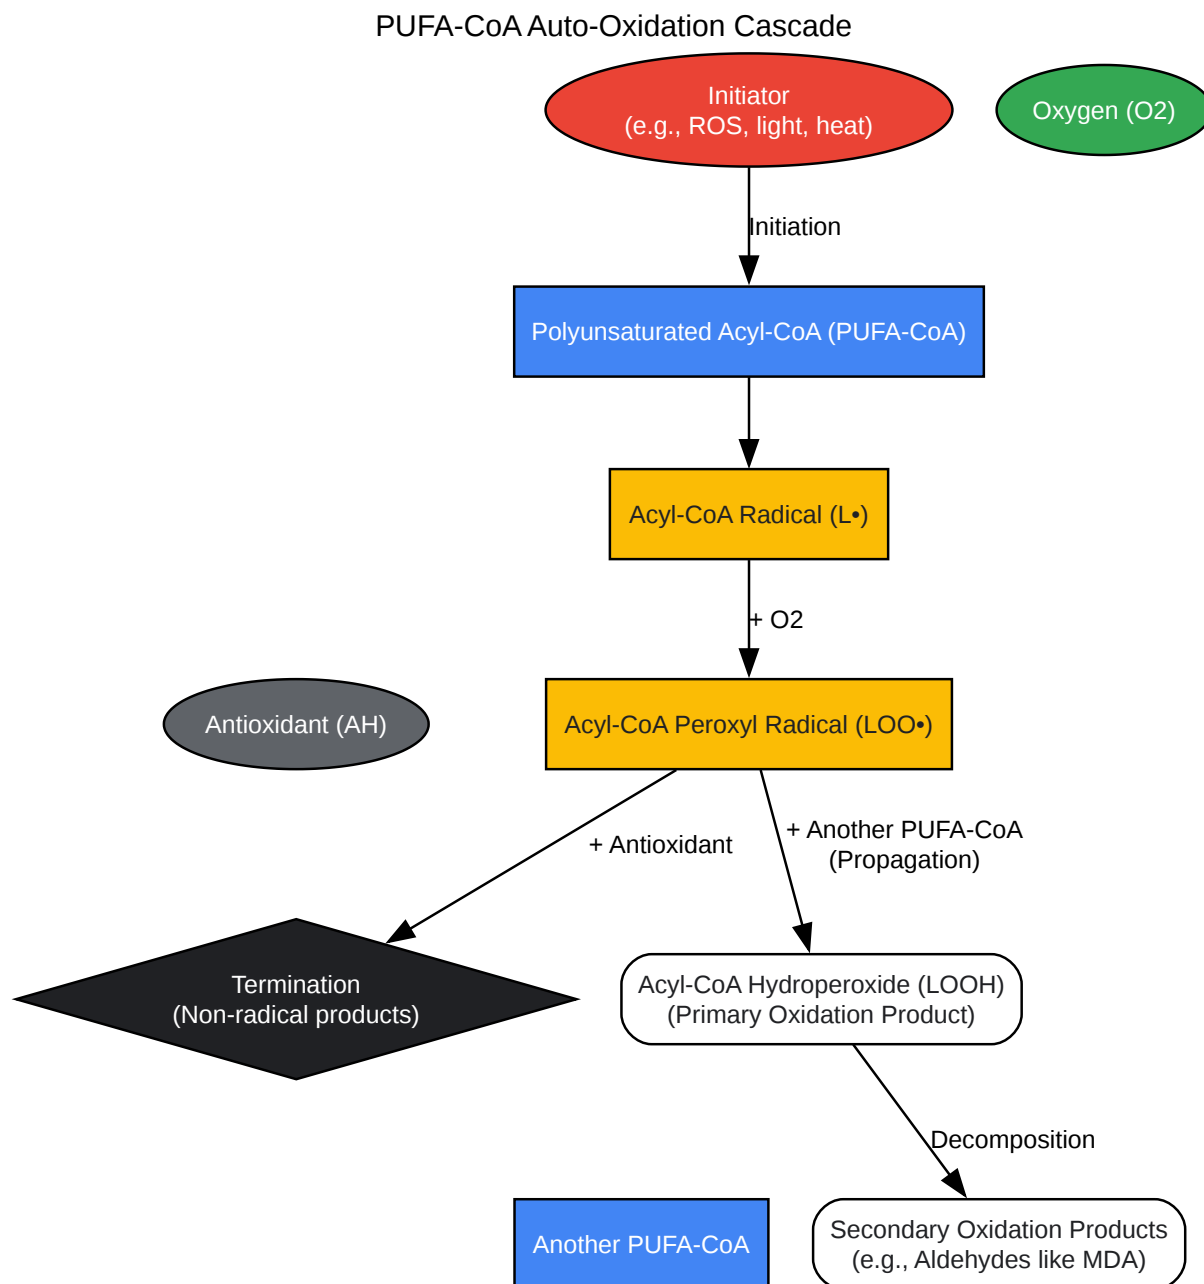 PUFA-CoA Auto-Oxidation Cascade
Initiator
(e.g., ROS, light, heat)
Oxygen (O2)
Initiation
Polyunsaturated Acyl-CoA (PUFA-CoA)
Acyl-CoA Radical (L•)
+ O2
Antioxidant (AH)
Acyl-CoA Peroxyl Radical (LOO•)
+ Antioxidant
+ Another PUFA-CoA
(Propagation)
Termination
(Non-radical products)
Acyl-CoA Hydroperoxide (LOOH)
(Primary Oxidation Product)
Decomposition
Another PUFA-CoA
Secondary Oxidation Products
(e.g., Aldehydes like MDA)